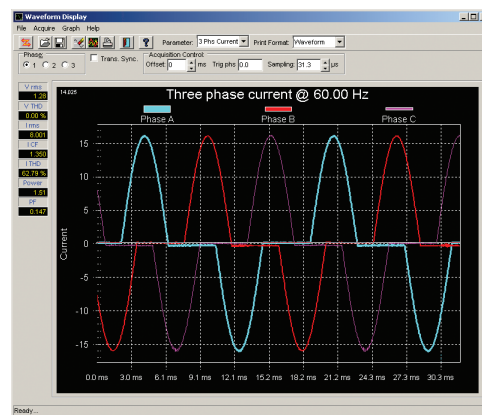 Waveform Display
File Acquire Graph Help
Parameter: 3 Phs Current Print Format: Waveform
Phase:
1 2 3
Trans. Sync.
Acquisition Control:
Offset: 0 ms Trig phs 0.0 Sampling: 31.3 µs
V rms
1.28
V THD
0.00 %
I rms
8.001
I CF
1.350
I THD
62.79 %
Power
1.51
PF
0.147
14.025
Three phase current @ 60.00 Hz
Phase A Phase B Phase C
Current
15
10
5
0
-5
-10
-15
0.0 ms 3.0 ms 6.1 ms 9.1 ms 12.1 ms 15.2 ms 18.2 ms 21.2 ms 24.3 ms 27.3 ms 30.3 ms
Ready...